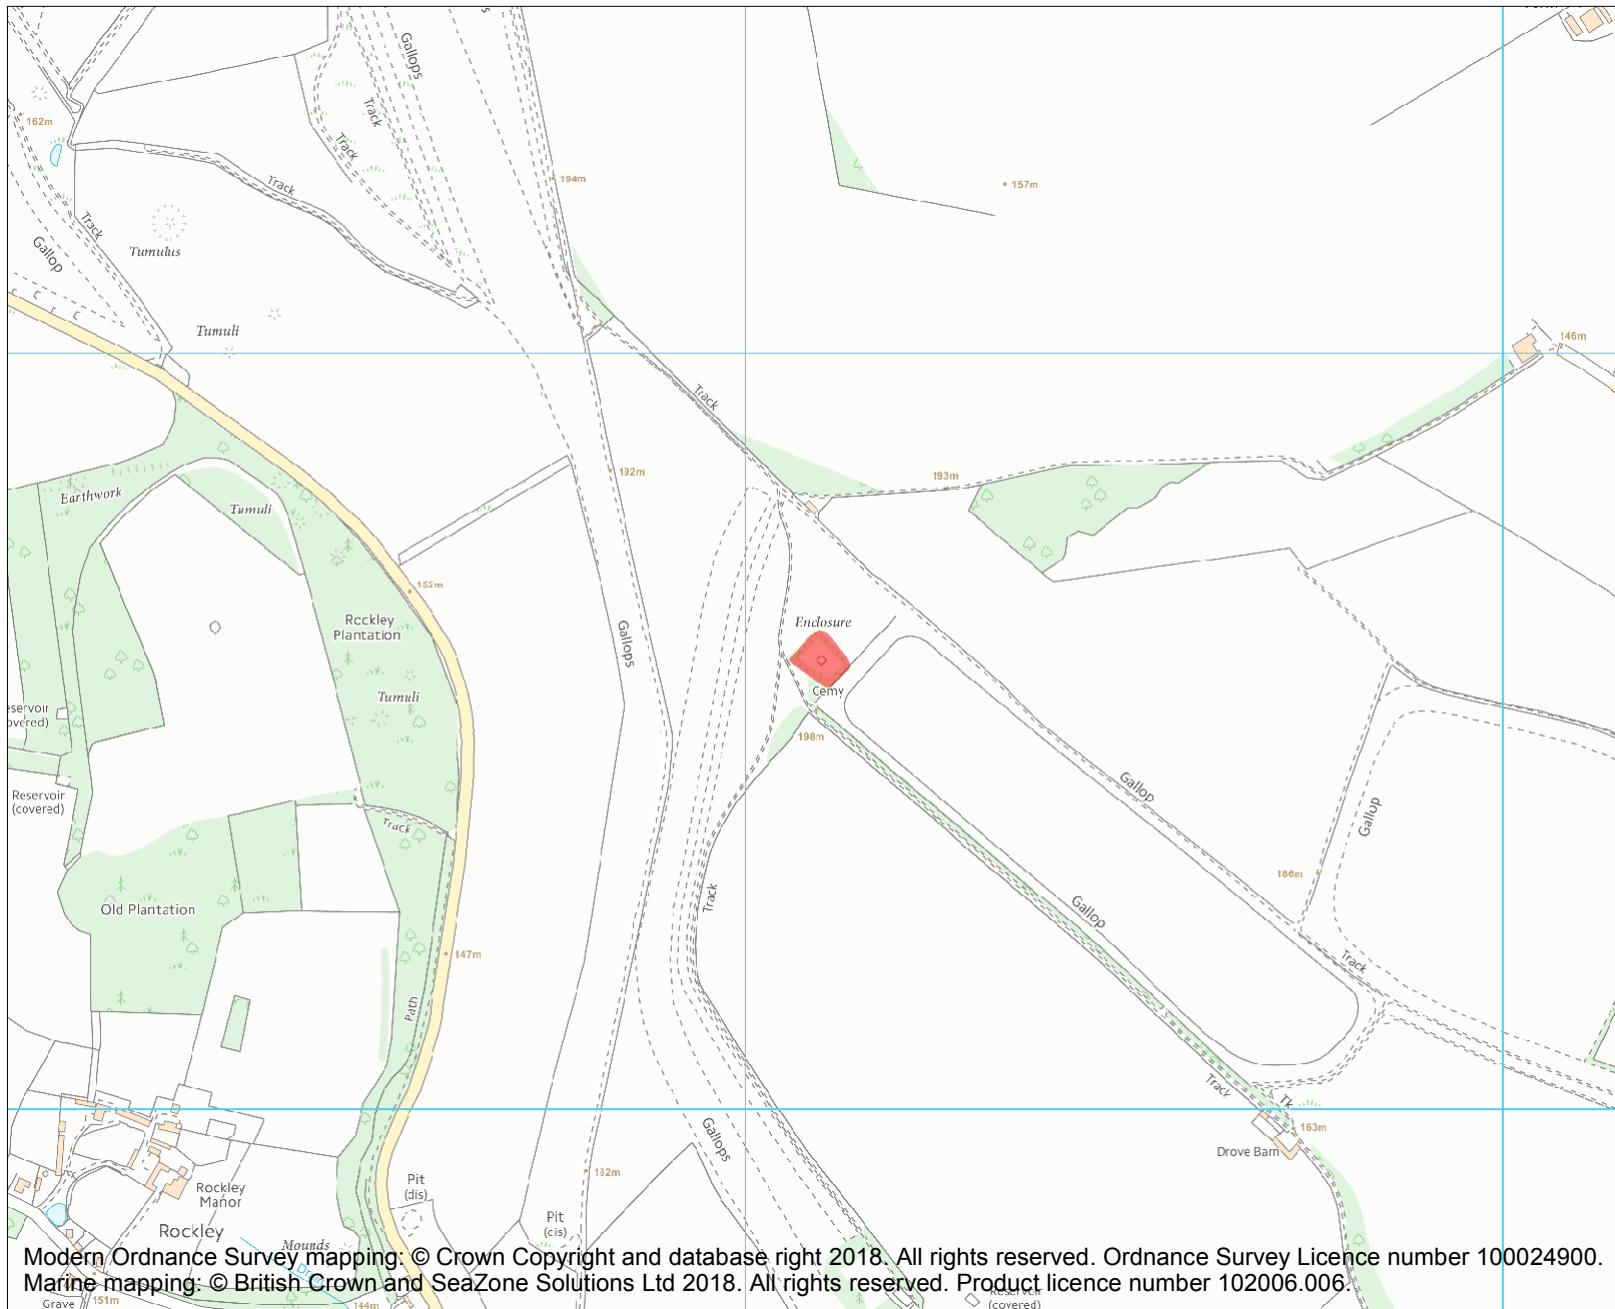 Gallops
Track
Track
162m
194m
157m
Track
Track
Gallop
Tumulus
Tumuli
146m
Track
192m
193m
Earthwork
Tumuli
152m
Rockley
Plantation
Gallops
Enclosure
Tumuli
Cemy
198m
Reservoir
(covered)
Gallop
Gallop
Track
186m
Track
Gallop
Old Plantation
Track
147m
Path
Track
Tk
163m
Drove Barn
Gallops
182m
Pit
(dis)
Rockley
Manor
Pit
(cis)
Rockley
Mounds
Modern Ordnance Survey mapping: © Crown Copyright and database right 2018. All rights reserved. Ordnance Survey Licence number 100024900.
Marine mapping: © British Crown and SeaZone Solutions Ltd 2018. All rights reserved. Product licence number 102006.006.
Grave
151m
144m
(covered)